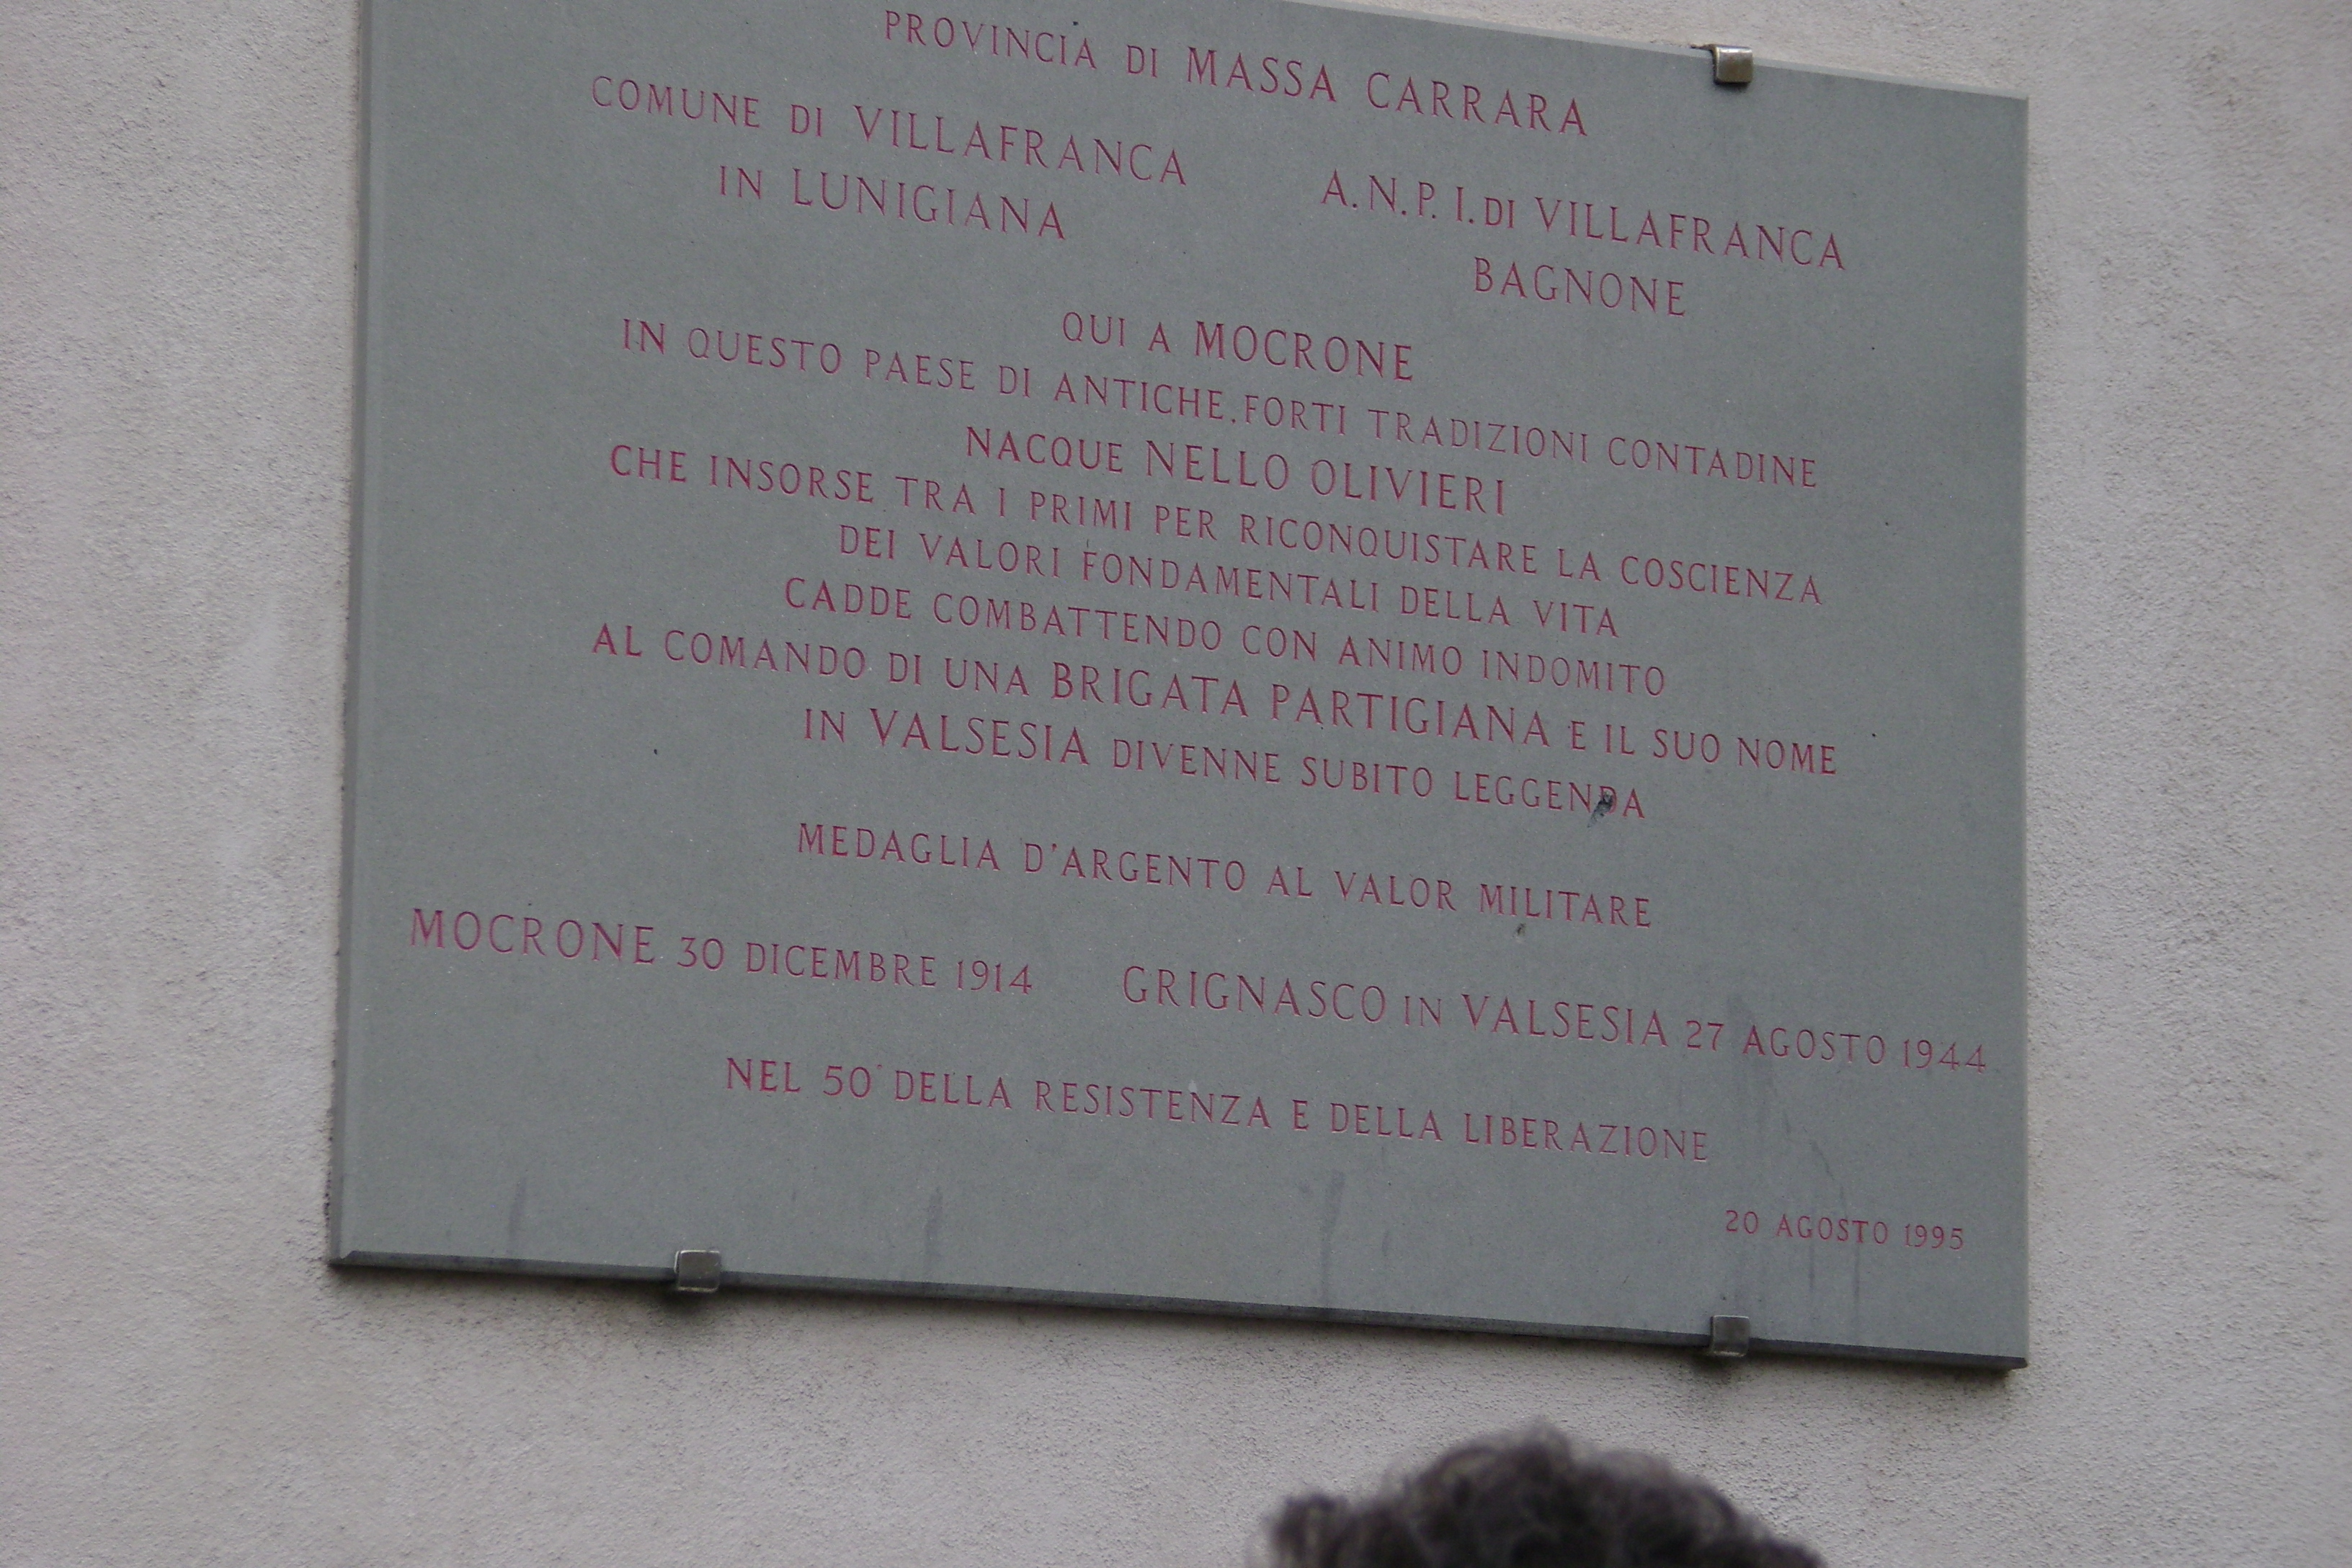 PROVINCIA DI MASSA CARRARA
COMUNE DI VILLAFRANCA
IN LUNIGIANA
A.N.P.I. DI VILLAFRANCA
BAGNONE
QUI A MOCRONE
IN QUESTO PAESE DI ANTICHE, FORTI TRADIZIONI CONTADINE
NACQUE NELLO OLIVIERI
CHE INSORSE TRA I PRIMI PER RICONQUISTARE LA COSCIENZA
DEI VALORI FONDAMENTALI DELLA VITA
CADDE COMBATTENDO CON ANIMO INDOMITO
AL COMANDO DI UNA BRIGATA PARTIGIANA E IL SUO NOME
IN VALSESIA DIVENNE SUBITO LEGGENDA
MEDAGLIA D'ARGENTO AL VALOR MILITARE
MOCRONE 30 DICEMBRE 1914 GRIGNASCO IN VALSESIA 27 AGOSTO 1944
NEL 50° DELLA RESISTENZA E DELLA LIBERAZIONE
20 AGOSTO 1995